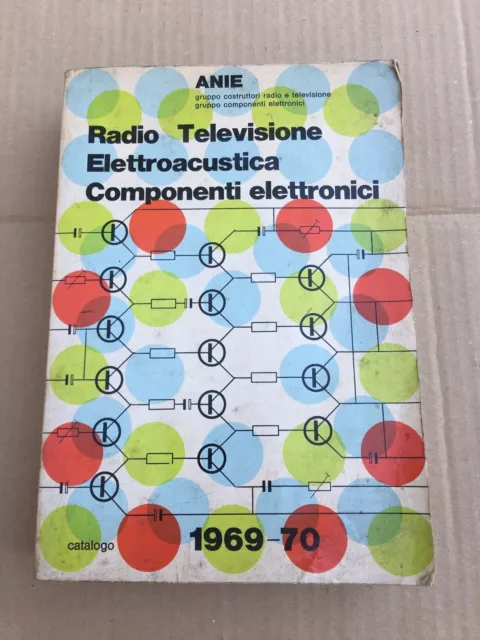 ANIE
gruppo costruttori radio e televisione
gruppo componenti elettronici
Radio Televisione
Elettroacustica
Componenti elettronici
catalogo
1969-70